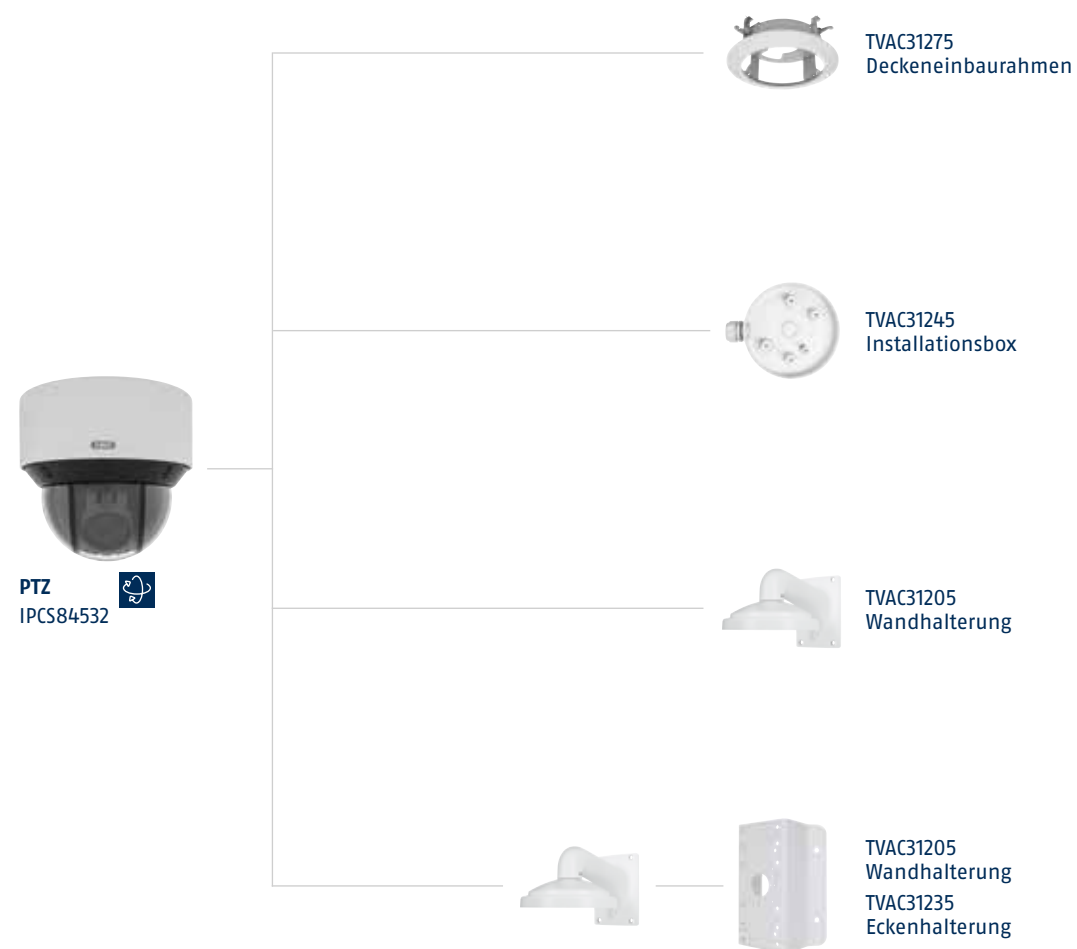 TVAC31275
Deckeneinbaurahmen
TVAC31245
Installationsbox
PTZ
IPCS84532
TVAC31205
Wandhalterung
TVAC31205
Wandhalterung
TVAC31235
Eckenhalterung